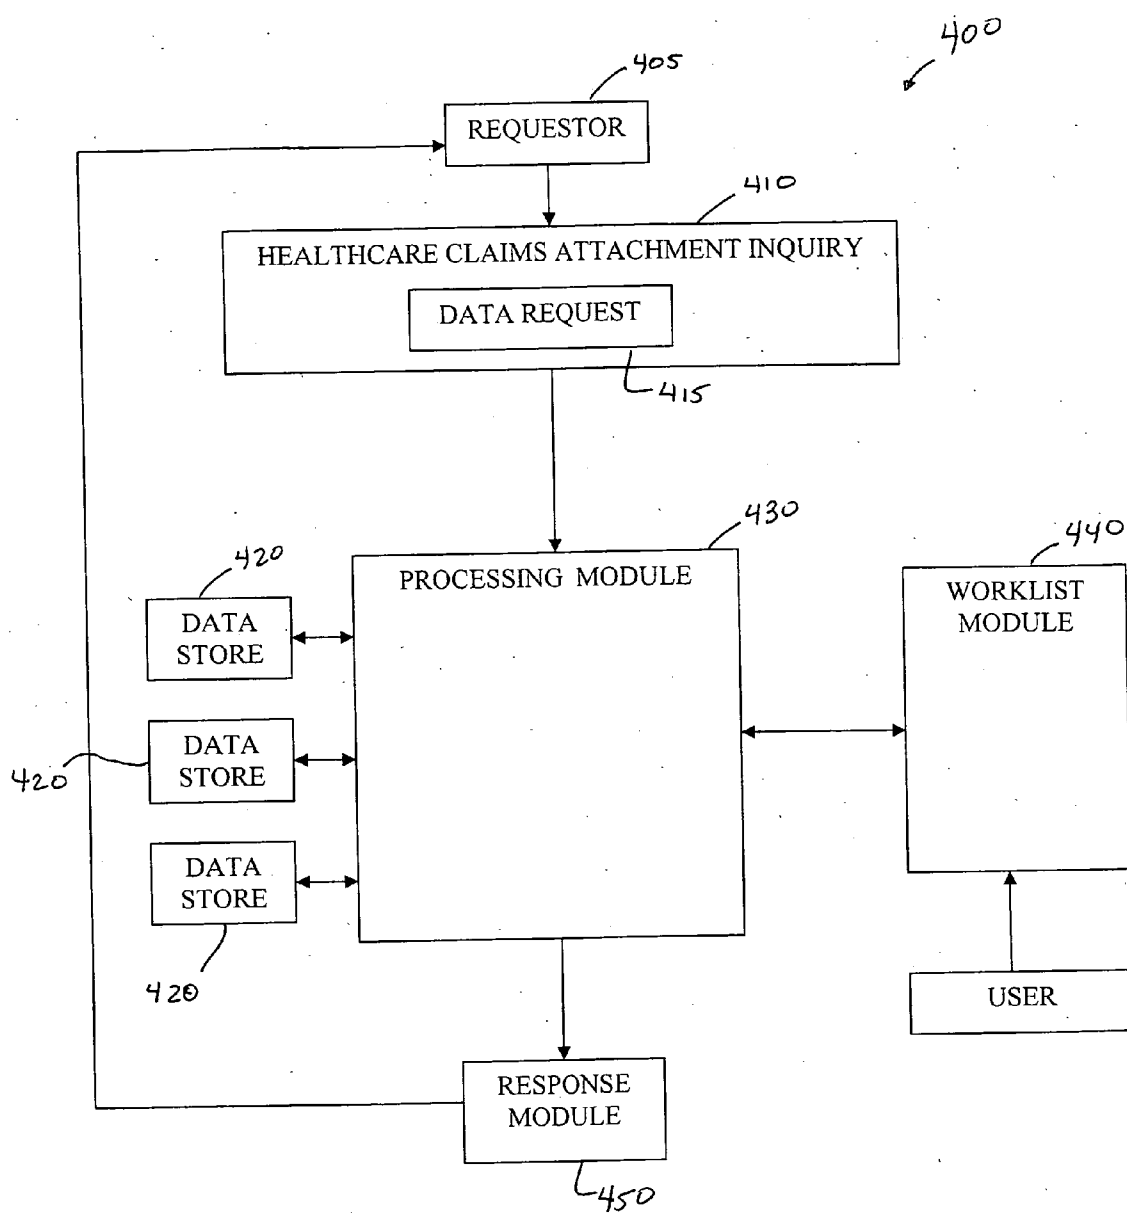 400
405
REQUESTOR
410
HEALTHCARE CLAIMS ATTACHMENT INQUIRY
DATA REQUEST
415
430
PROCESSING MODULE
420
DATA
STORE
420
DATA
STORE
DATA
STORE
420
440
WORKLIST
MODULE
USER
RESPONSE
MODULE
450